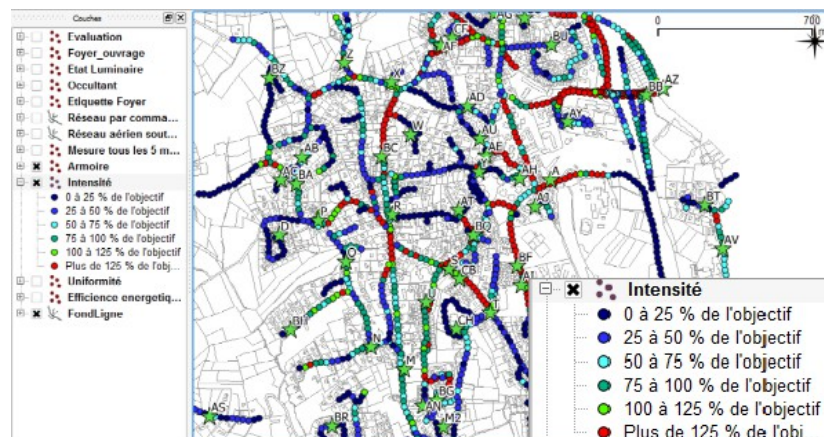 Couches
Evaluation
Foyer_ouvrage
Etat Luminaire
Occultant
Etiquette Foyer
Réseau par comma...
Réseau aérien sout...
Mesure tous les 5 m...
Armoire
Intensité
0 à 25 % de l'objectif
25 à 50 % de l'objectif
50 à 75 % de l'objectif
75 à 100 % de l'objectif
100 à 125 % de l'objectif
Plus de 125 % de l'obj...
Uniformité
Efficience energetiq...
FondLigne
0 700
AG
CF
AF
BU
Z
BZ
X
BB AZ
AD
AY
W
AU
AE
AB
BC
AC
BA
AH A
BT
R
AT
AJ
P
D
BQ
AV
O
S
CB
BF
AL
BH
CH
N
M
BG
AN
M2
AS
BR
Intensité
0 à 25 % de l'objectif
25 à 50 % de l'objectif
50 à 75 % de l'objectif
75 à 100 % de l'objectif
100 à 125 % de l'objectif
Plus de 125 % de l'obj